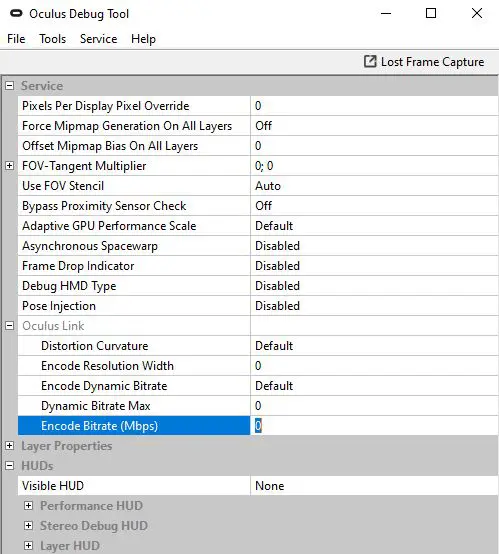 Oculus Debug Tool
File Tools Service Help
Lost Frame Capture
Service
Pixels Per Display Pixel Override 0
Force Mipmap Generation On All Layers Off
Offset Mipmap Bias On All Layers 0
FOV-Tangent Multiplier 0; 0
Use FOV Stencil Auto
Bypass Proximity Sensor Check Off
Adaptive GPU Performance Scale Default
Asynchronous Spacewarp Disabled
Frame Drop Indicator Disabled
Debug HMD Type Disabled
Pose Injection Disabled
Oculus Link
Distortion Curvature Default
Encode Resolution Width 0
Encode Dynamic Bitrate Default
Dynamic Bitrate Max 0
Encode Bitrate (Mbps) 0
Layer Properties
HUDs
Visible HUD None
Performance HUD
Stereo Debug HUD
Layer HUD